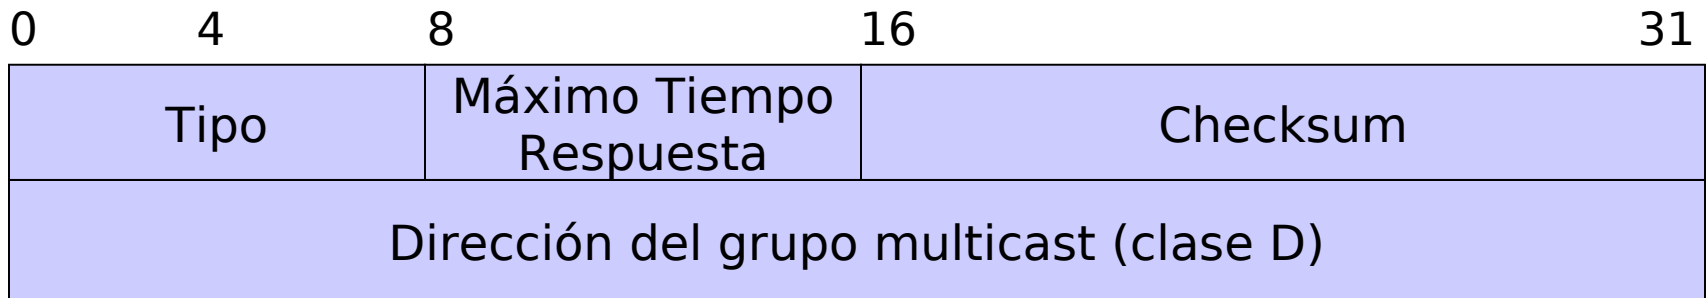 0 4 8 16 31
Tipo
Máximo Tiempo
Respuesta
Checksum
Dirección del grupo multicast (clase D)